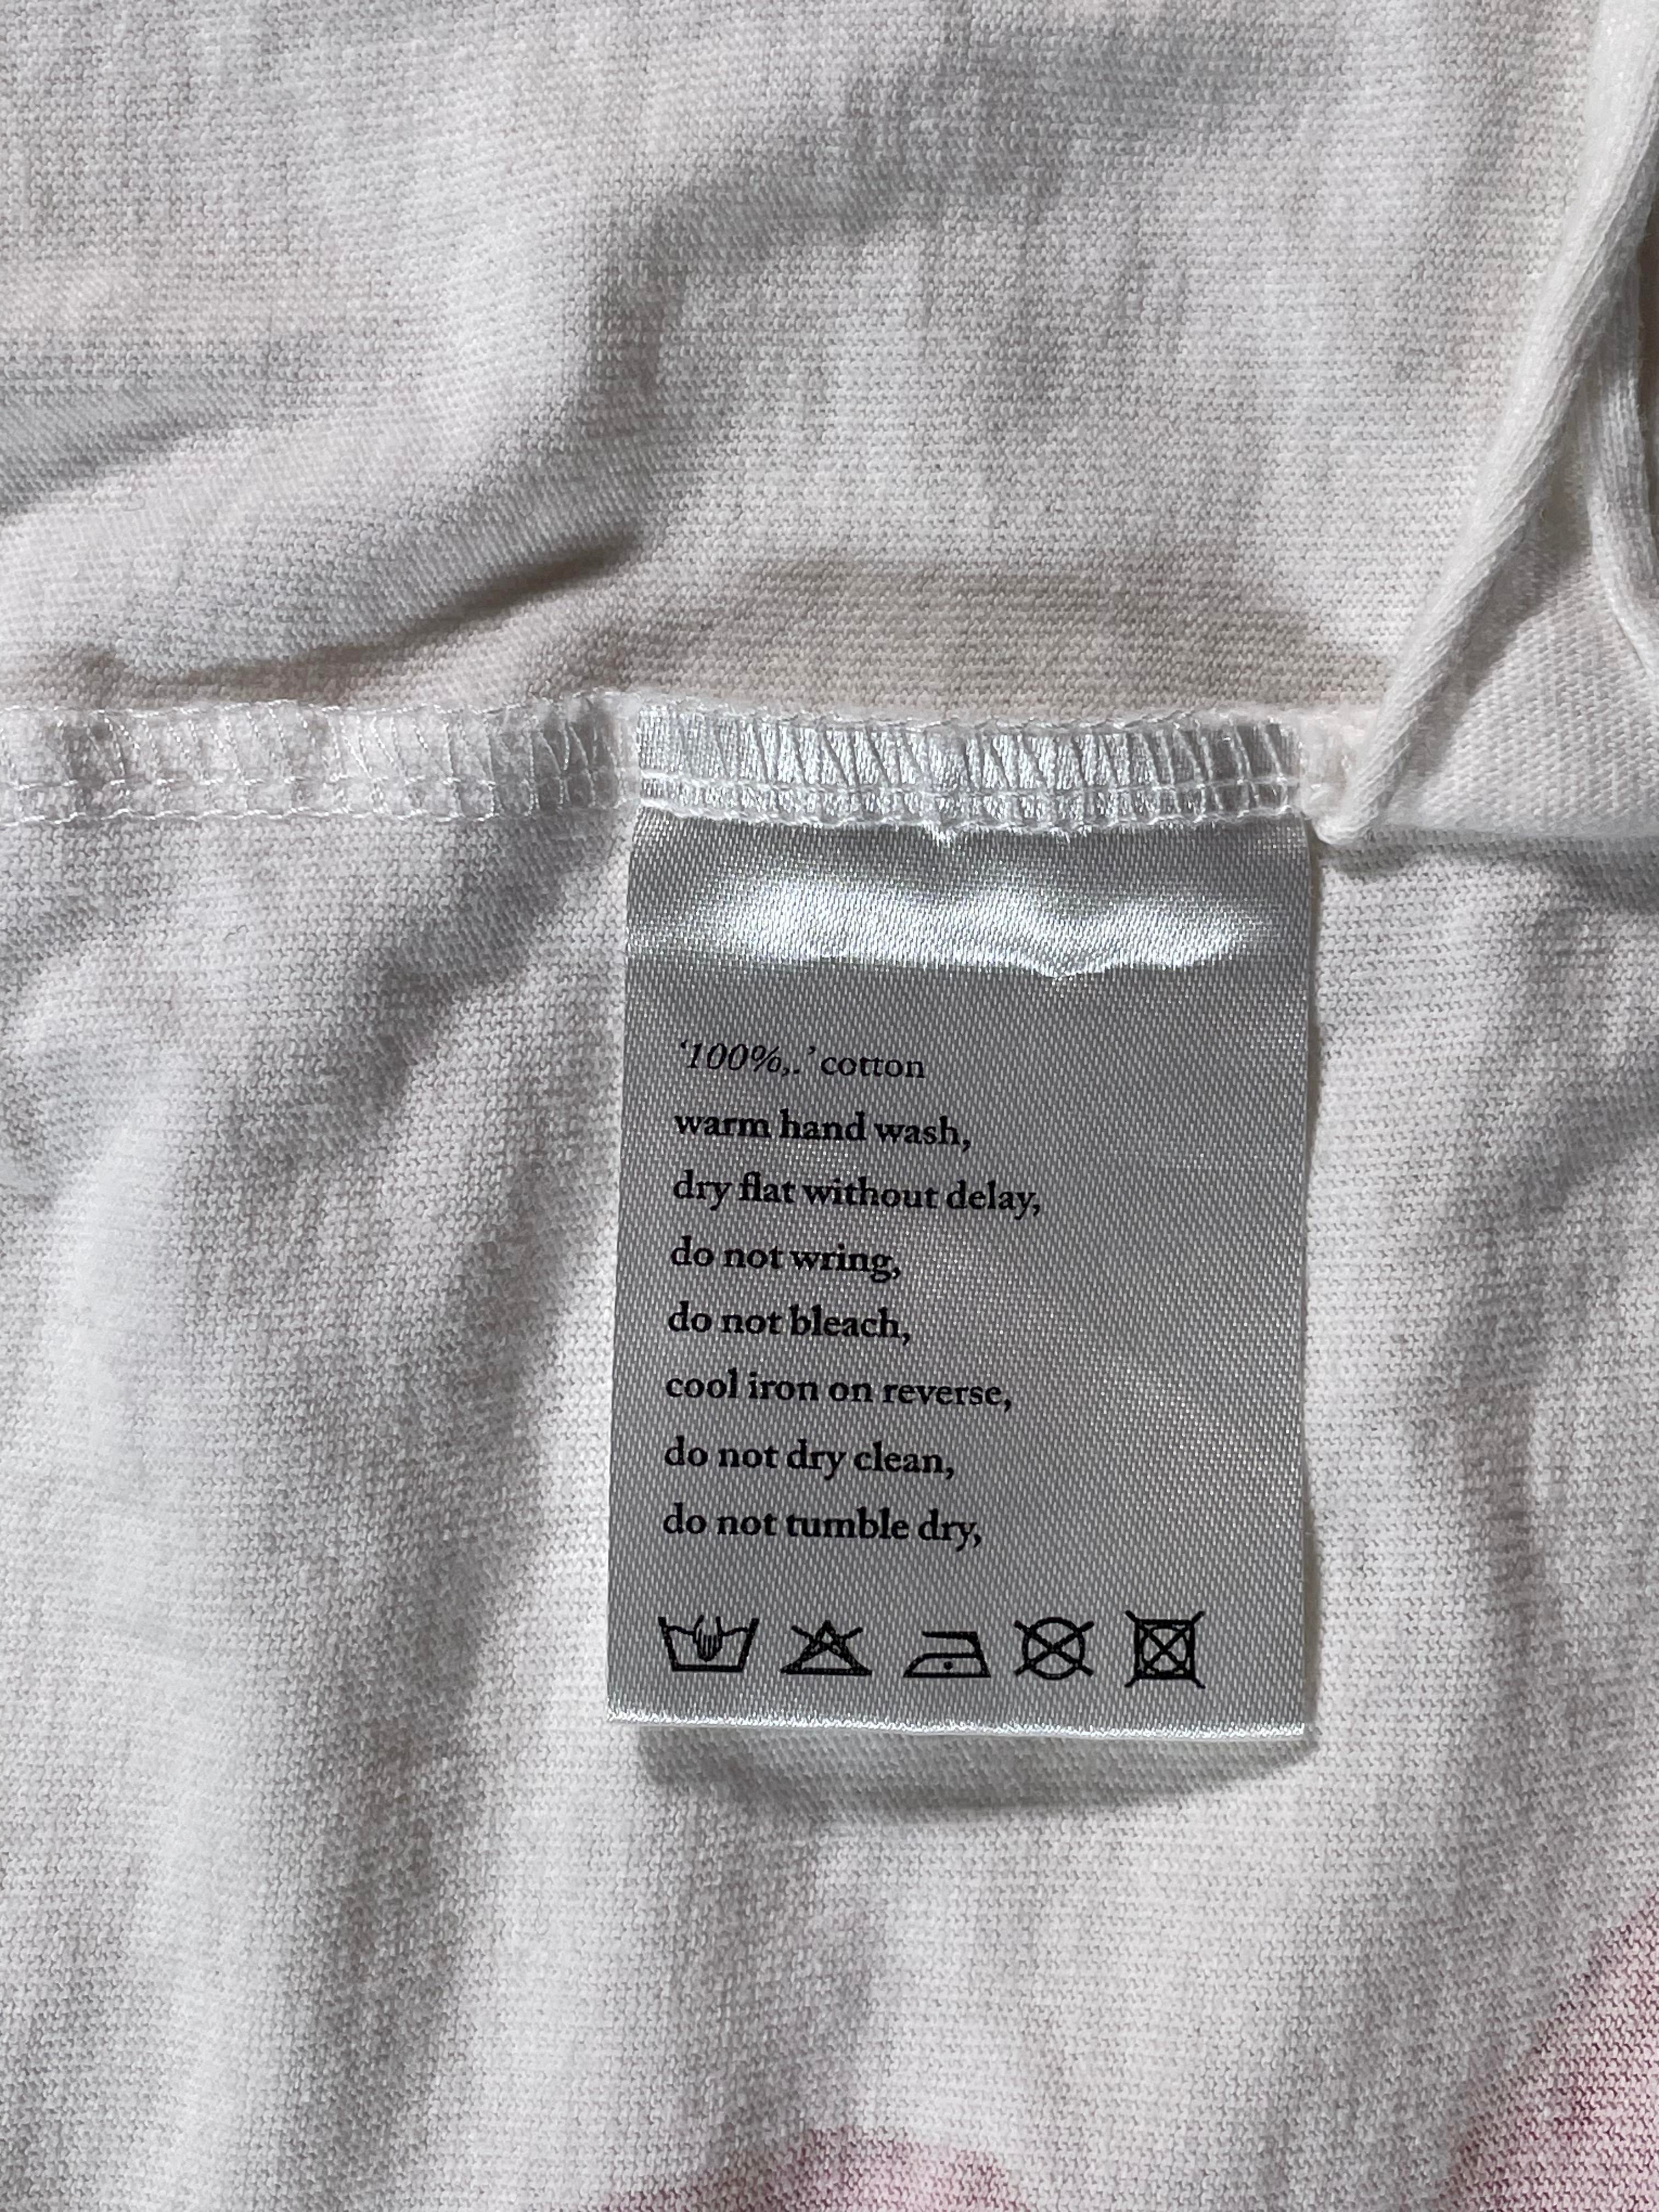 ‘100%,.’ cotton
warm hand wash,
dry flat without delay,
do not wring,
do not bleach,
cool iron on reverse,
do not dry clean,
do not tumble dry,